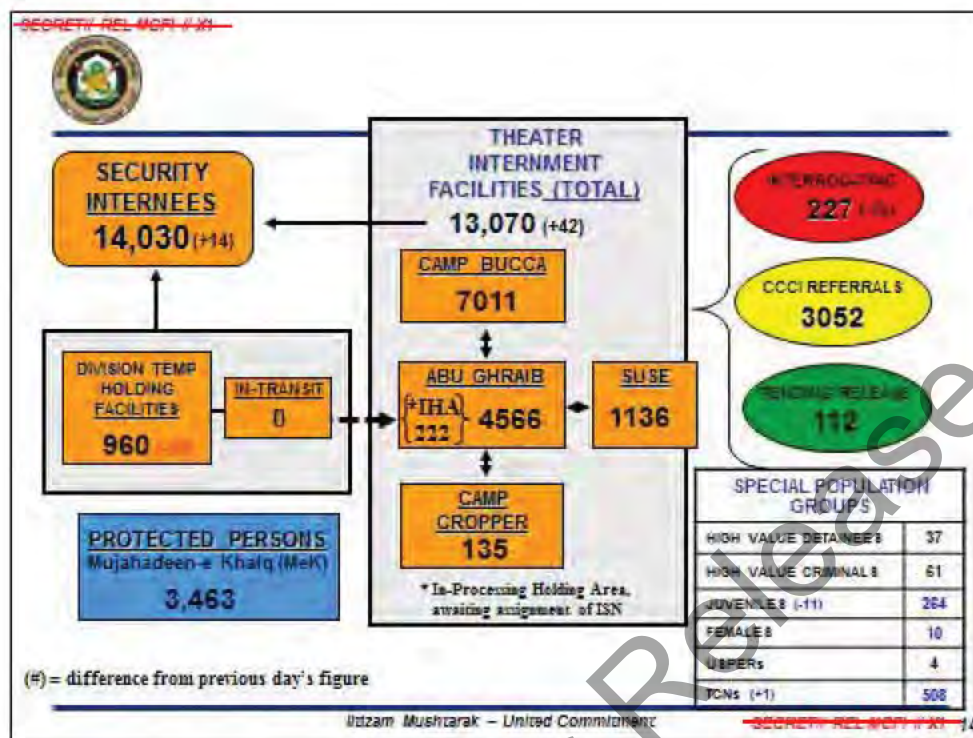 SECRET// REL MCFI // X1
SECURITY
INTERNEES
14,030 (+14)
THEATER
INTERNMENT
FACILITIES (TOTAL)
13,070 (+42)
CAMP BUCCA
7011
ABU GHRAIB
{*IHA
222} 4566
SUSE
1136
CAMP
CROPPER
135
* In-Processing Holding Area,
awaiting assignment of ISN
DIVISION TEMP
HOLDING
FACILITIES
960
IN-TRANSIT
0
PROTECTED PERSONS
Mujahadeen-e Khalq (MeK)
3,463
INTERROGATING
227
CCCI REFERRALS
3052
PENDING RELEASE
112
SPECIAL POPULATION
GROUPS
HIGH VALUE DETAINEES 37
HIGH VALUE CRIMINALS 61
JUVENILES (-11) 264
FEMALES 10
USPERs 4
TCNs (+1) 508
(#) = difference from previous day's figure
Mushtarak – United Commitment
SECRET// REL MCFI // X1 14
Release